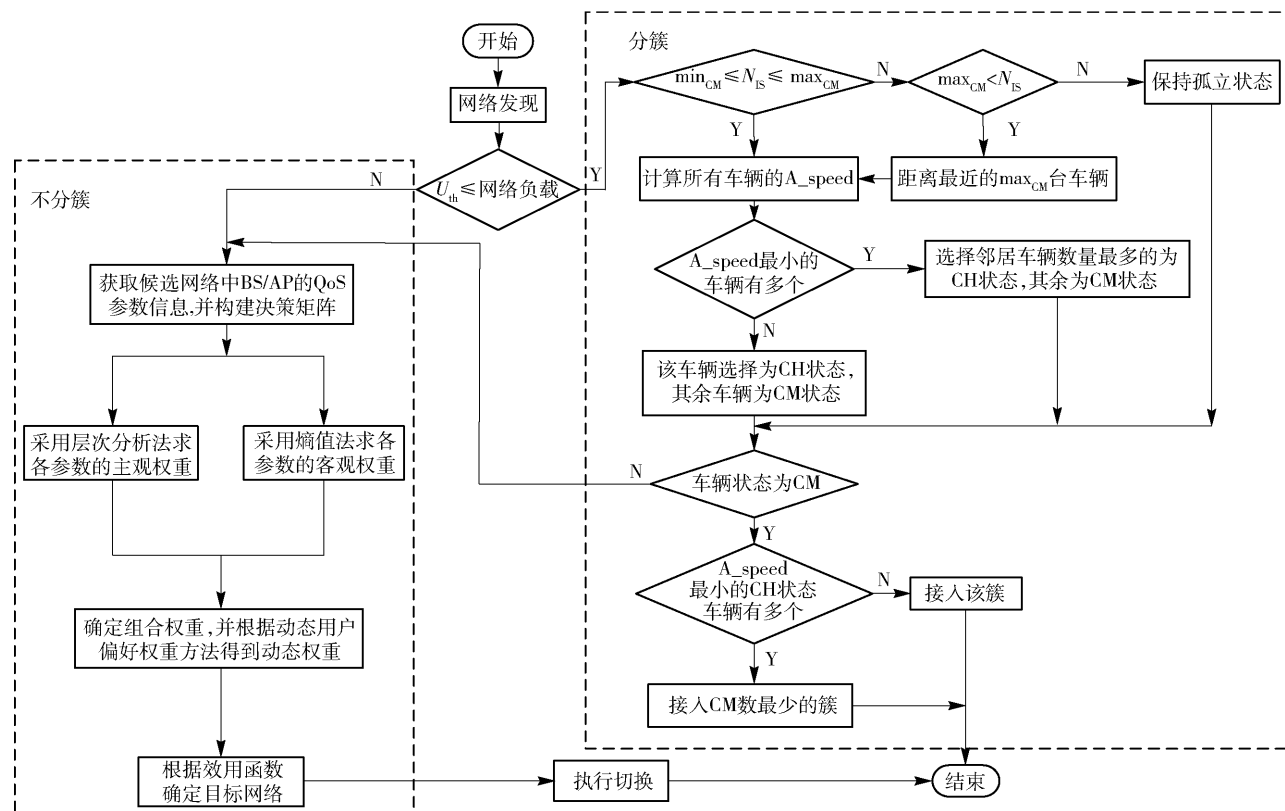 开始
网络发现
U_th≤网络负载
N
Y
不分簇
获取候选网络中BS/AP的QoS
参数信息,并构建决策矩阵
采用层次分析法求
各参数的主观权重
采用熵值法求各
参数的客观权重
确定组合权重,并根据动态用户
偏好权重方法得到动态权重
根据效用函数
确定目标网络
执行切换
结束
分簇
min_CM≤N_IS≤max_CM
N
Y
max_CM<N_IS
N
Y
保持孤立状态
计算所有车辆的A_speed
距离最近的max_CM台车辆
A_speed最小的
车辆有多个
Y
N
选择邻居车辆数量最多的为
CH状态,其余为CM状态
该车辆选择为CH状态,
其余车辆为CM状态
车辆状态为CM
N
Y
A_speed
最小的CH状态
车辆有多个
N
Y
接入该簇
接入CM数最少的簇